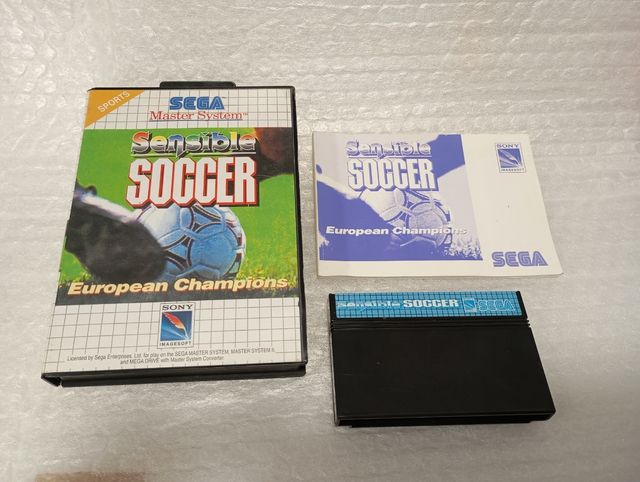 SPORTS
SEGA
Master System™
Sensible
SOCCER
European Champions
SONY
IMAGESOFT
Licensed by Sega Enterprises, Ltd. for play on the SEGA MASTER SYSTEM, MASTER SYSTEM II,
and MEGA DRIVE with Master System Converter.
Sensible
SOCCER
European Champions
SONY
IMAGESOFT
SEGA
Sensible SOCCER SEGA